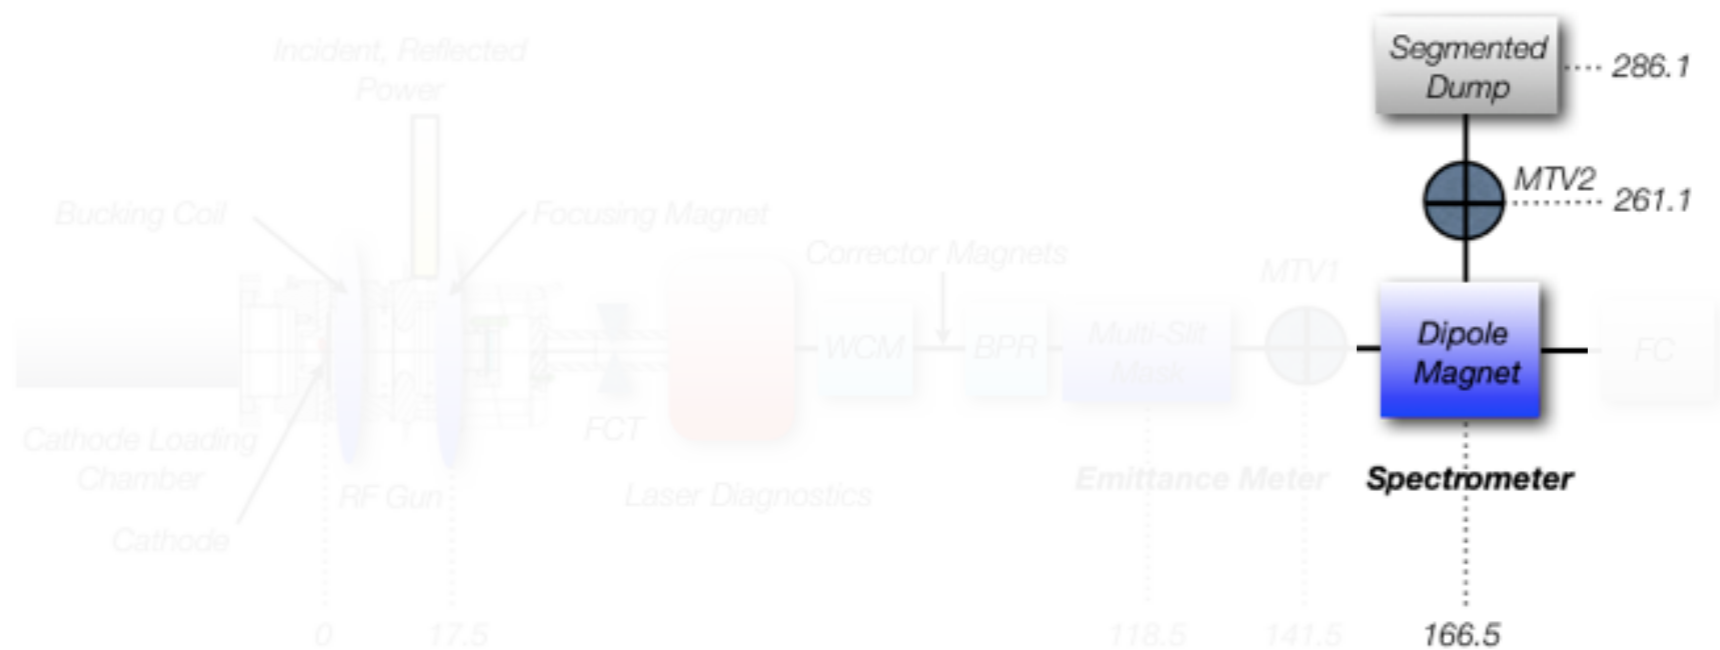 Incident, Reflected
Power
Segmented
Dump
286.1
MTV2
261.1
Bucking Coil
Focusing Magnet
Corrector Magnets
MTV1
WCM
BPR
Multi-Slit
Mask
Dipole
Magnet
FC
FCT
Cathode Loading
Chamber
RF Gun
Laser Diagnostics
Emittance Meter
Spectrometer
Cathode
0
17.5
118.5
141.5
166.5